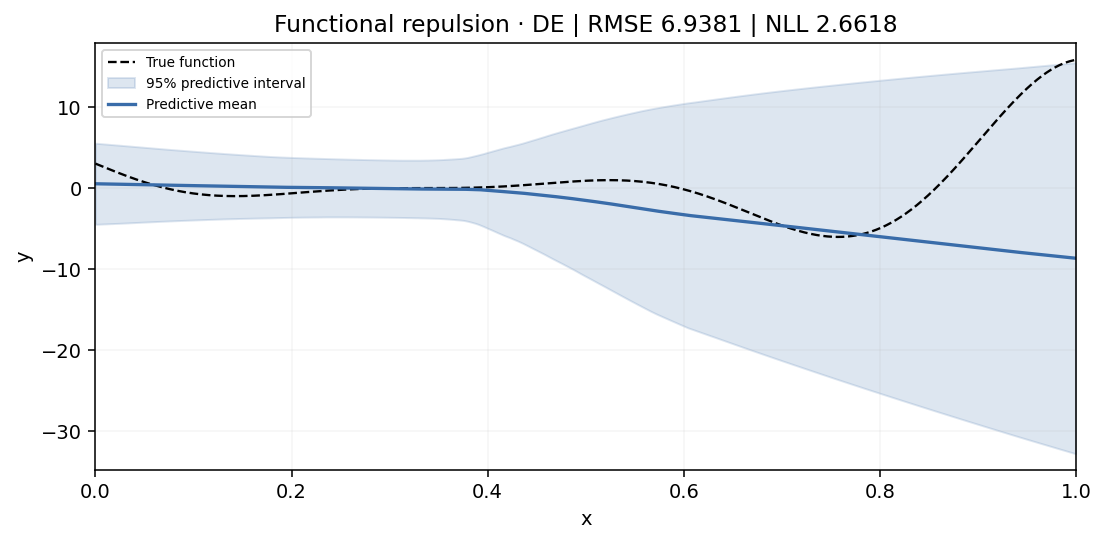 Functional repulsion · DE | RMSE 6.9381 | NLL 2.6618
True function
95% predictive interval
Predictive mean
10
0
−10
−20
−30
y
0.0 0.2 0.4 0.6 0.8 1.0
x